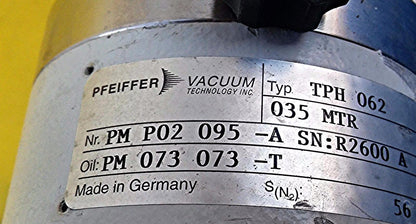 PFEIFFER VACUUM
TECHNOLOGY INC.
Typ TPH 062
035 MTR
Nr. PM P02 095 -A SN:R2600 A
Oil: PM 073 073 -T
Made in Germany S(N₂): 56